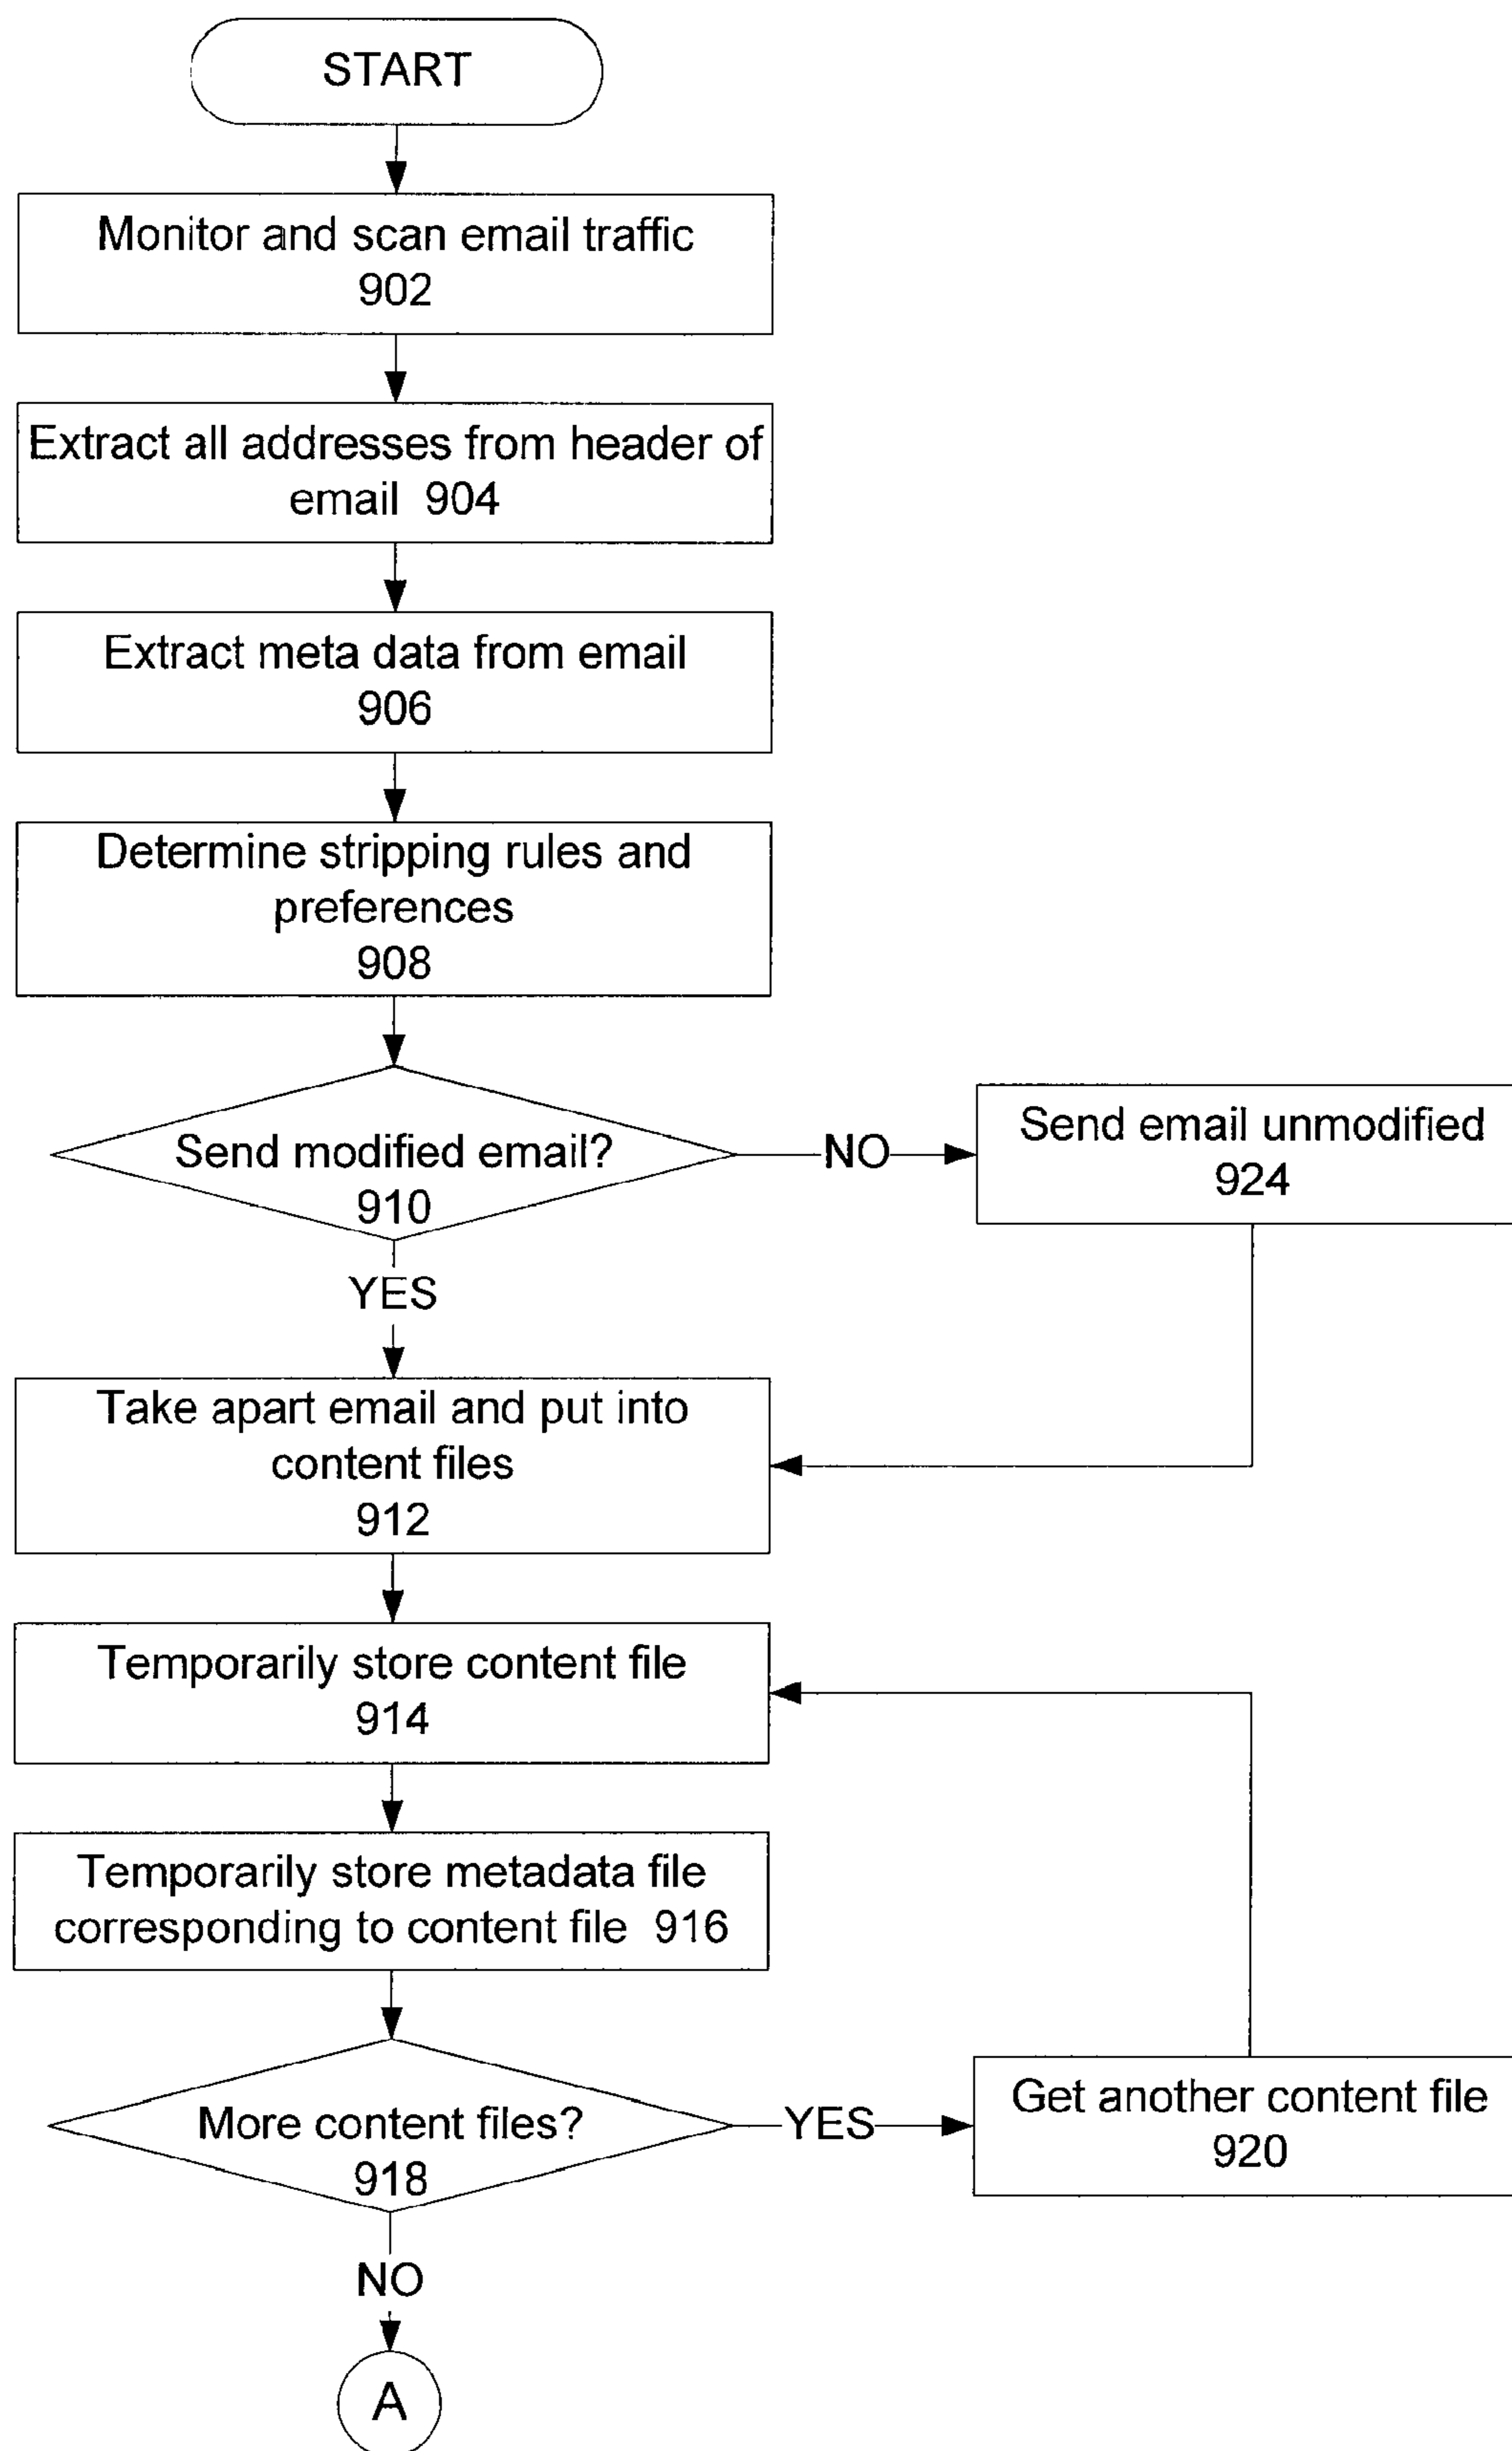 START
Monitor and scan email traffic
902
Extract all addresses from header of
email 904
Extract meta data from email
906
Determine stripping rules and
preferences
908
Send modified email?
910
NO
Send email unmodified
924
YES
Take apart email and put into
content files
912
Temporarily store content file
914
Temporarily store metadata file
corresponding to content file 916
More content files?
918
YES
Get another content file
920
NO
A